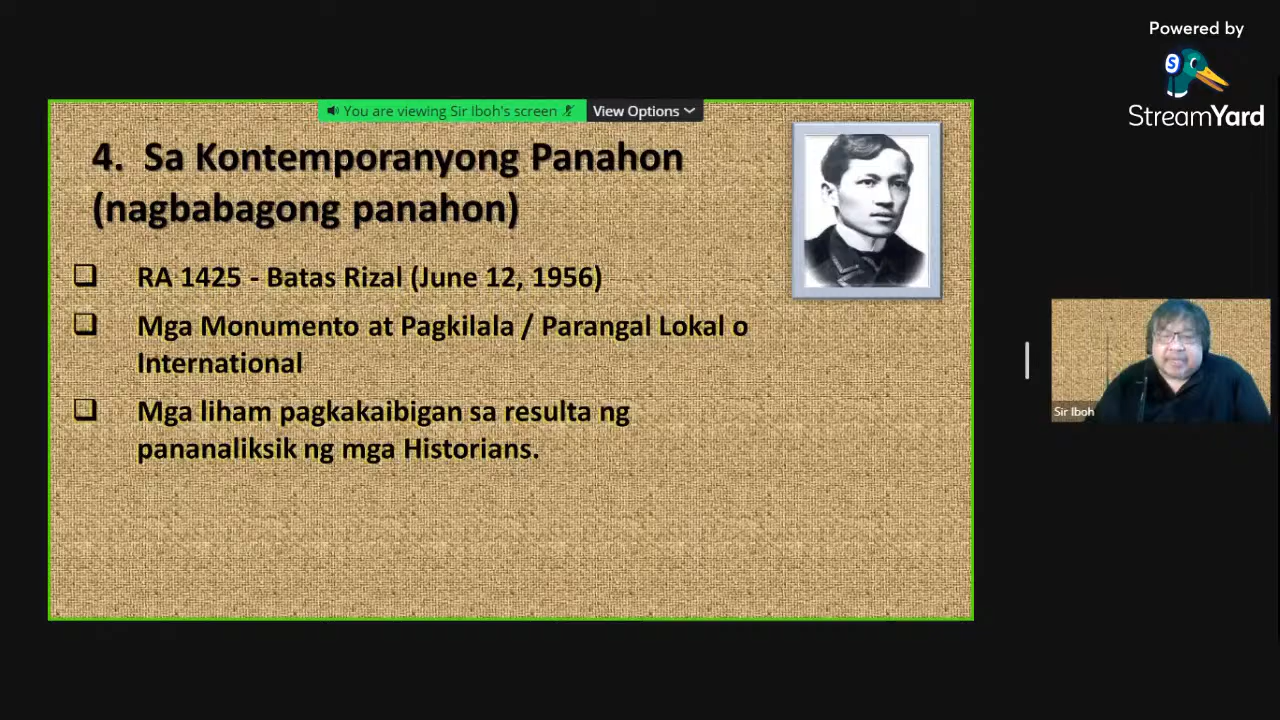 Powered by
StreamYard
You are viewing Sir Iboh's screen
View Options
4. Sa Kontemporanyong Panahon
(nagbabagong panahon)
RA 1425 - Batas Rizal (June 12, 1956)
Mga Monumento at Pagkilala / Parangal Lokal o
International
Mga liham pagkakaibigan sa resulta ng
pananaliksik ng mga Historians.
Sir Iboh